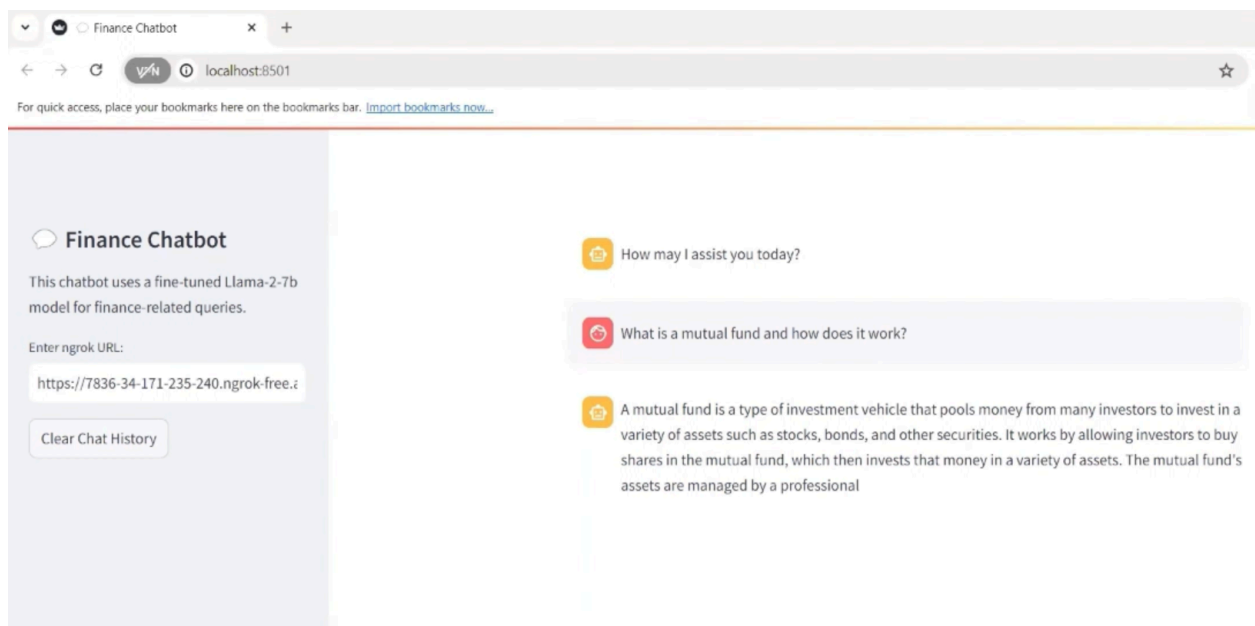 Finance Chatbot
VPN
localhost:8501
For quick access, place your bookmarks here on the bookmarks bar. Import bookmarks now...
Finance Chatbot
This chatbot uses a fine-tuned Llama-2-7b
model for finance-related queries.
Enter ngrok URL:
https://7836-34-171-235-240.ngrok-free.a
Clear Chat History
How may I assist you today?
What is a mutual fund and how does it work?
A mutual fund is a type of investment vehicle that pools money from many investors to invest in a
variety of assets such as stocks, bonds, and other securities. It works by allowing investors to buy
shares in the mutual fund, which then invests that money in a variety of assets. The mutual fund's
assets are managed by a professional